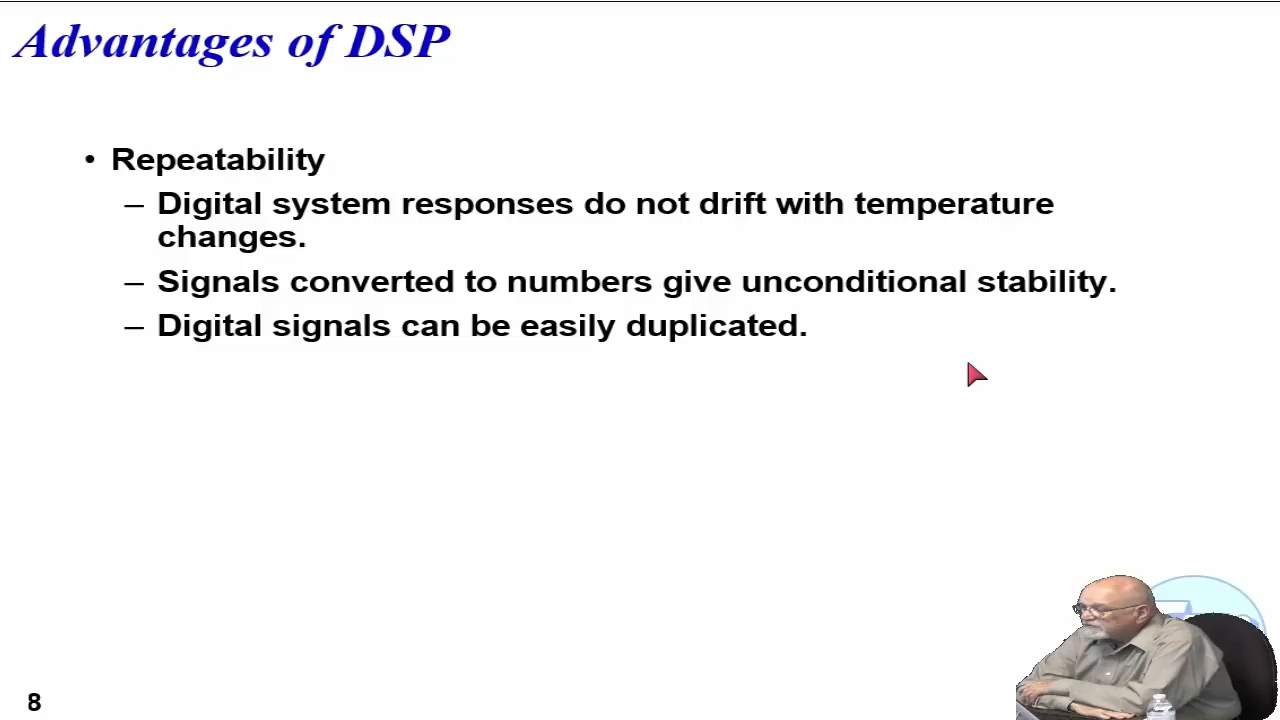 Advantages of DSP
• Repeatability
– Digital system responses do not drift with temperature
changes.
– Signals converted to numbers give unconditional stability.
– Digital signals can be easily duplicated.
8